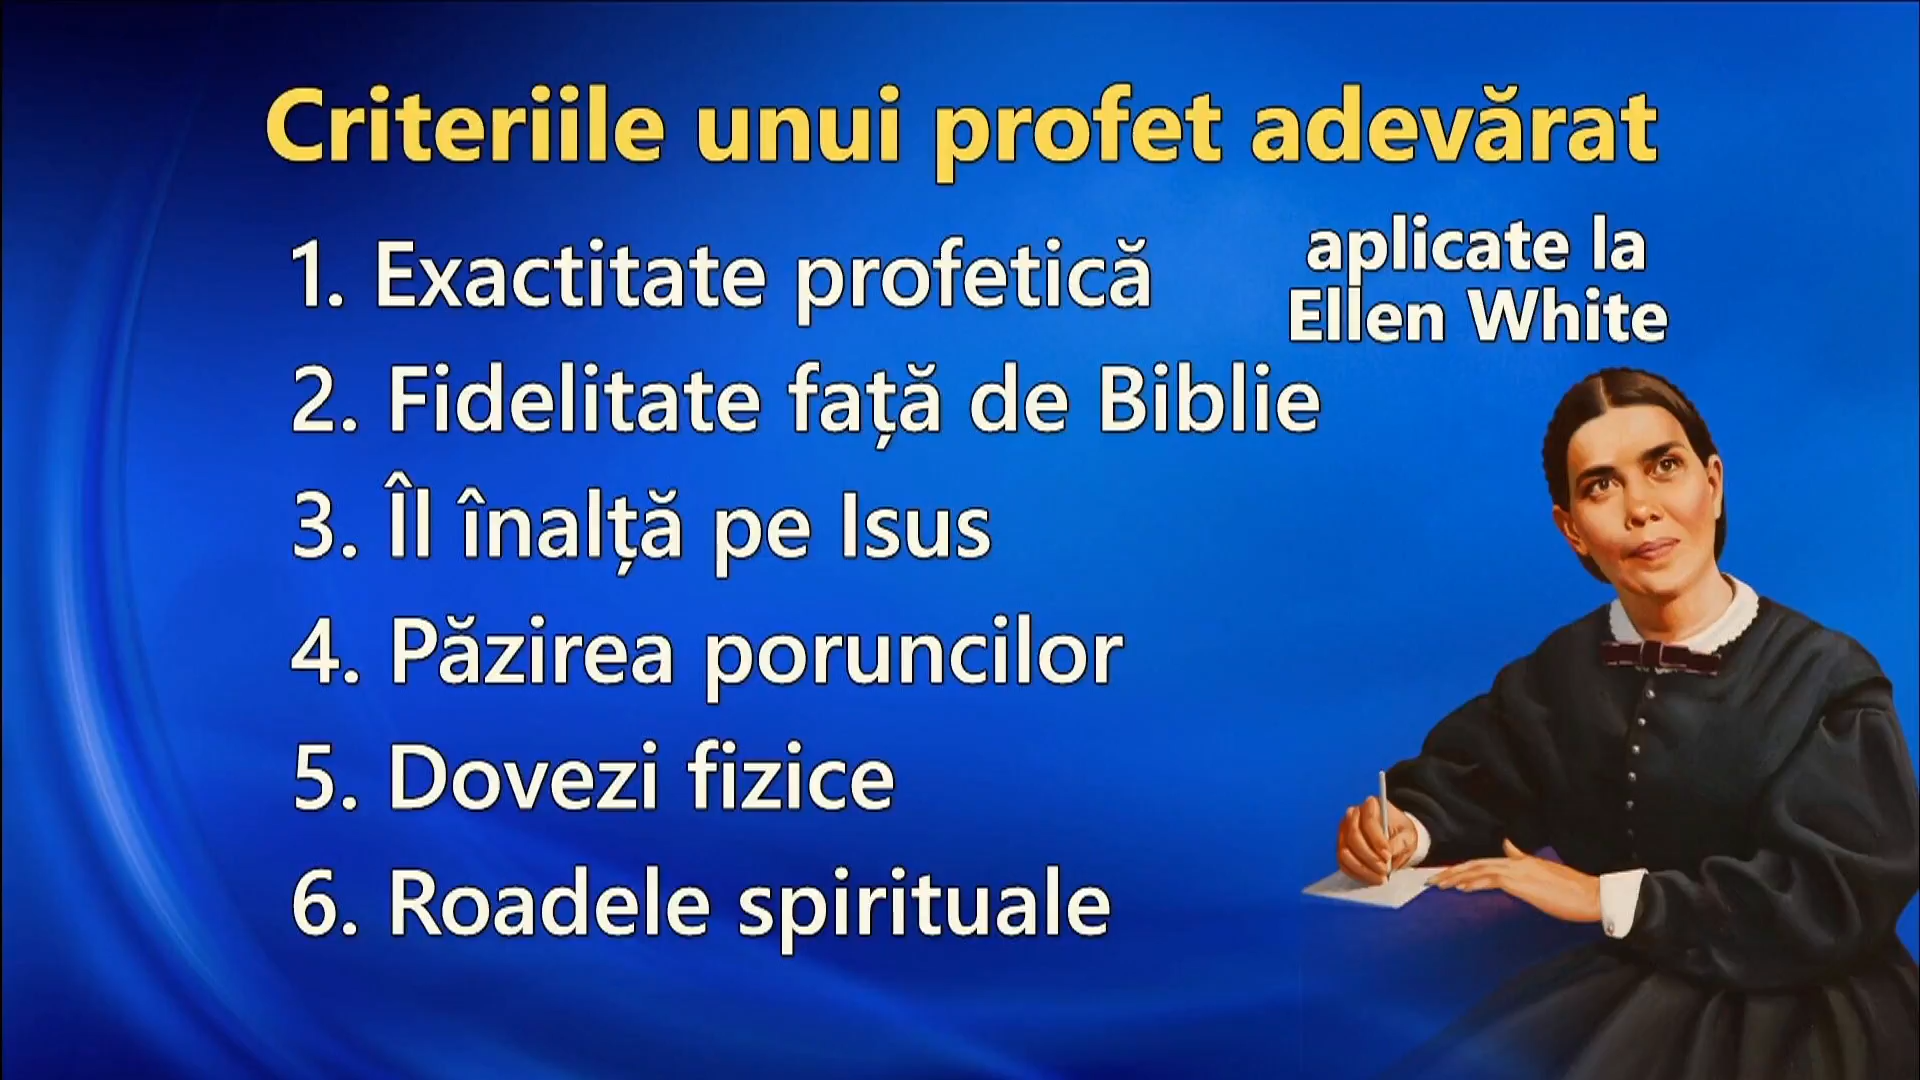 Criteriile unui profet adevărat
aplicate la
Ellen White
1. Exactitate profetică
2. Fidelitate față de Biblie
3. Îl înalță pe Isus
4. Păzirea poruncilor
5. Dovezi fizice
6. Roadele spirituale